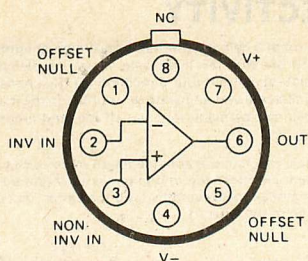 NC
OFFSET
NULL
V+
8
1
7
INV IN
2
−
6
OUT
+
3
5
4
NON-
INV IN
OFFSET
NULL
V−